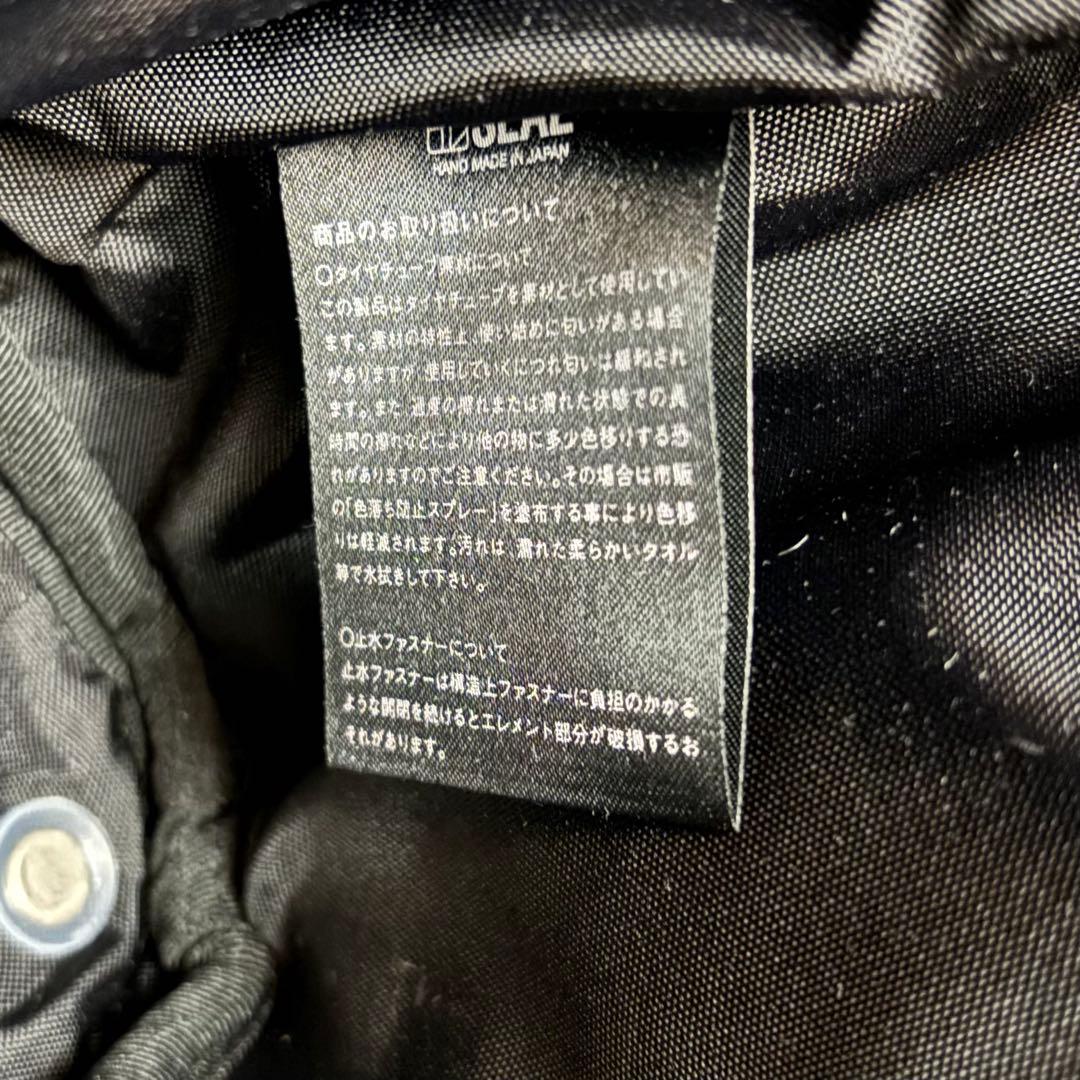 SEAL
HAND MADE IN JAPAN
商品のお取り扱いについて
○タイヤチューブ素材について
この製品はタイヤチューブを素材として使用してい
ます。素材の特性上、使い始めに匂いがある場合
がありますが、使用していくにつれ匂いは緩和され
ます。また、過度の擦れまたは濡れた状態での長
時間の擦れなどにより他の物に多少色移りする恐
れがありますのでご注意ください。その場合は市販
の「色落ち防止スプレー」を塗布する事により色移
りは軽減されます。汚れは、濡れた柔らかいタオル
等で水拭きして下さい。
○止水ファスナーについて
止水ファスナーは構造上ファスナーに負担のかかる
ような開閉を続けるとエレメント部分が破損するお
それがあります。